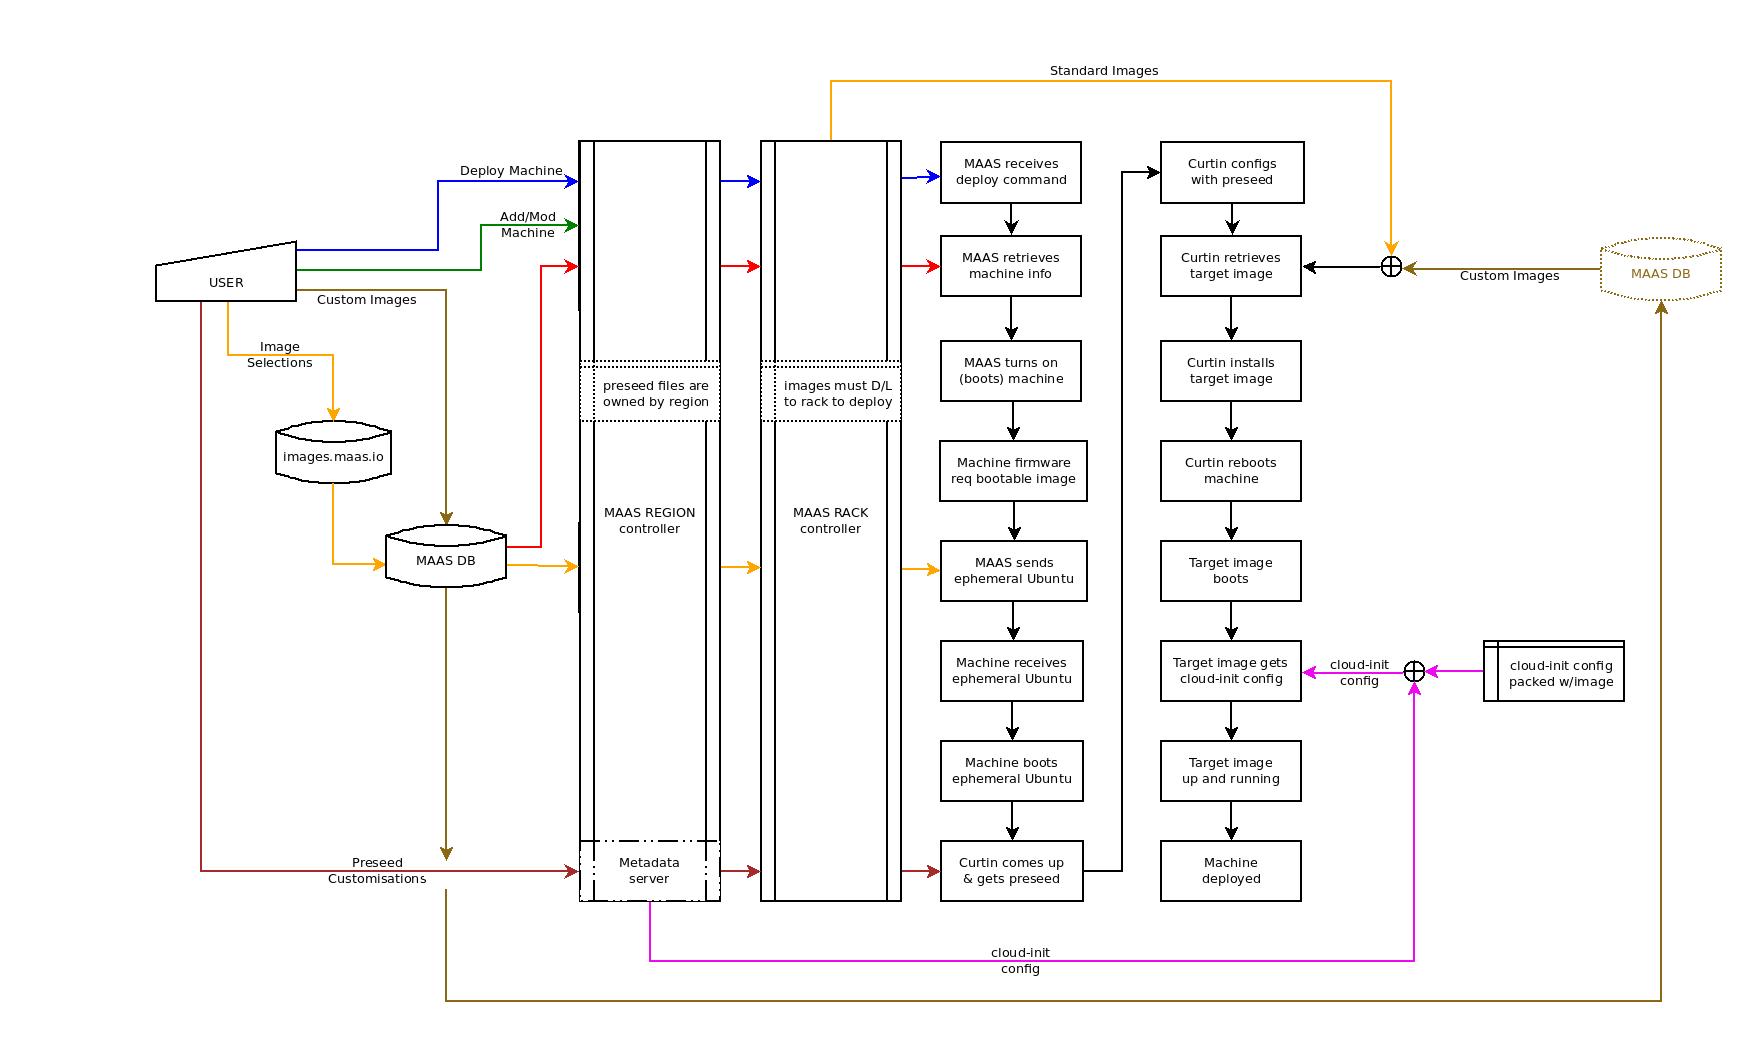 Standard Images
Deploy Machine
Add/Mod
Machine
USER
Custom Images
Image
Selections
images.maas.io
MAAS DB
Preseed
Customisations
preseed files are
owned by region
MAAS REGION
controller
Metadata
server
images must D/L
to rack to deploy
MAAS RACK
controller
MAAS receives
deploy command
MAAS retrieves
machine info
MAAS turns on
(boots) machine
Machine firmware
req bootable image
MAAS sends
ephemeral Ubuntu
Machine receives
ephemeral Ubuntu
Machine boots
ephemeral Ubuntu
Curtin comes up
& gets preseed
Curtin configs
with preseed
Curtin retrieves
target image
Curtin installs
target image
Curtin reboots
machine
Target image
boots
Target image gets
cloud-init config
Target image
up and running
Machine
deployed
Custom Images
MAAS DB
cloud-init
config
cloud-init config
packed w/image
cloud-init
config